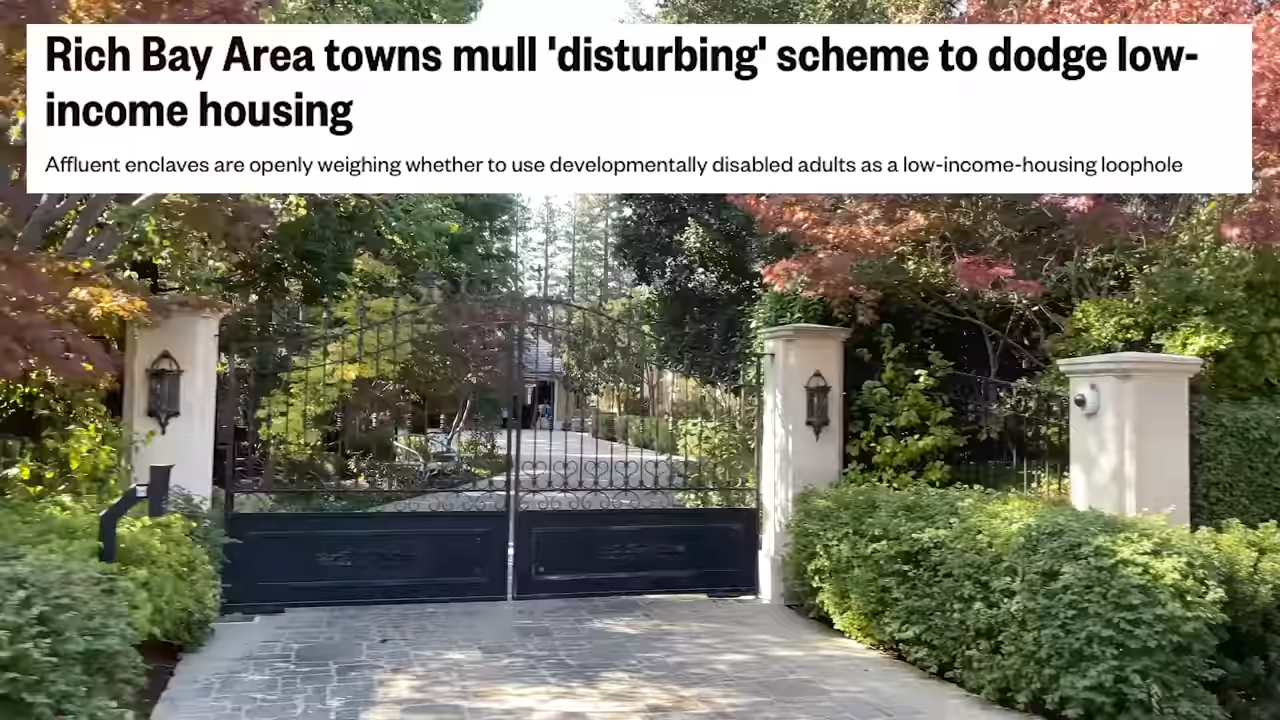 Rich Bay Area towns mull 'disturbing' scheme to dodge low-
income housing
Affluent enclaves are openly weighing whether to use developmentally disabled adults as a low-income-housing loophole